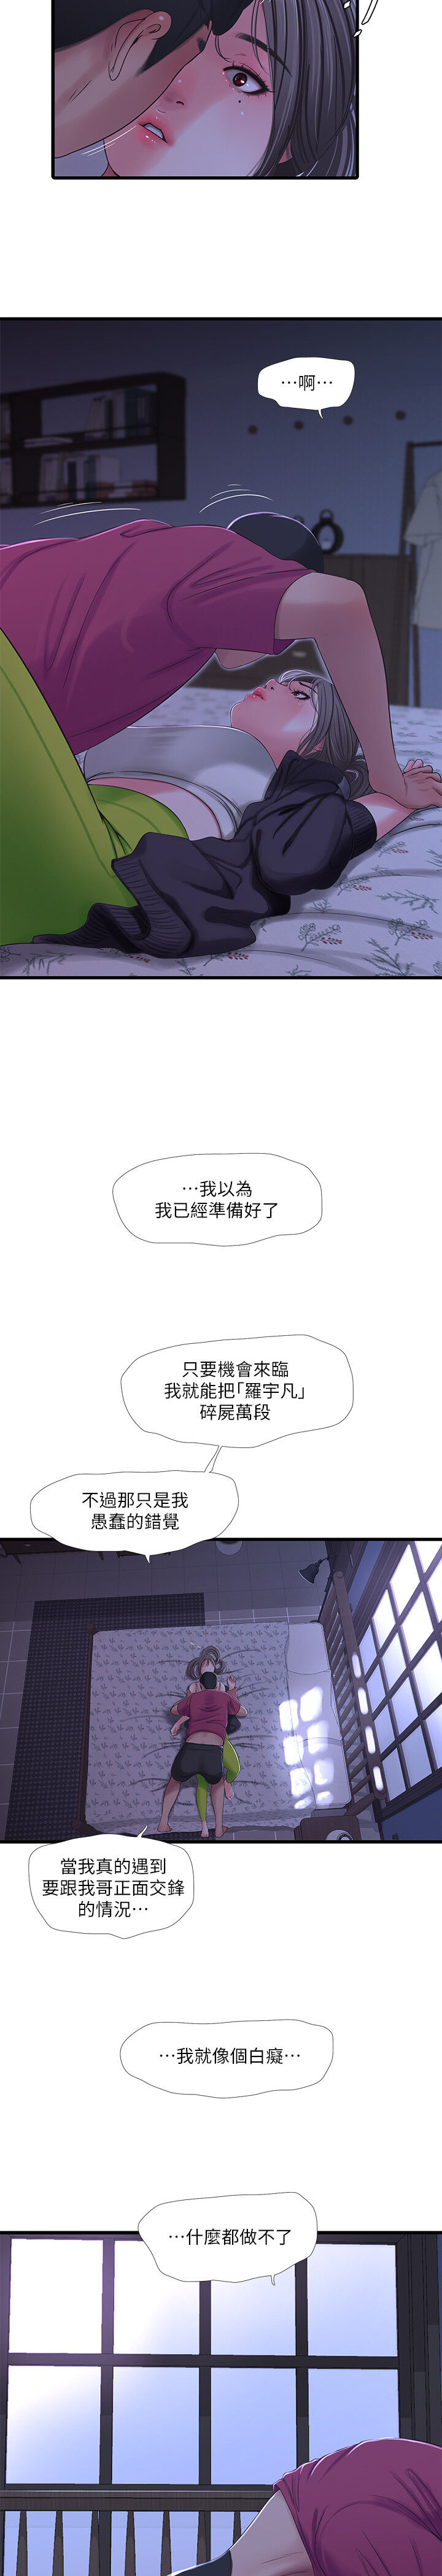 …啊…
…我以為
我已經準備好了
只要機會來臨
我就能把「羅宇凡」
碎屍萬段
不過那只是我
愚蠢的錯覺
當我真的遇到
要跟我哥正面交鋒
的情況…
…我就像個白癡…
…什麼都做不了